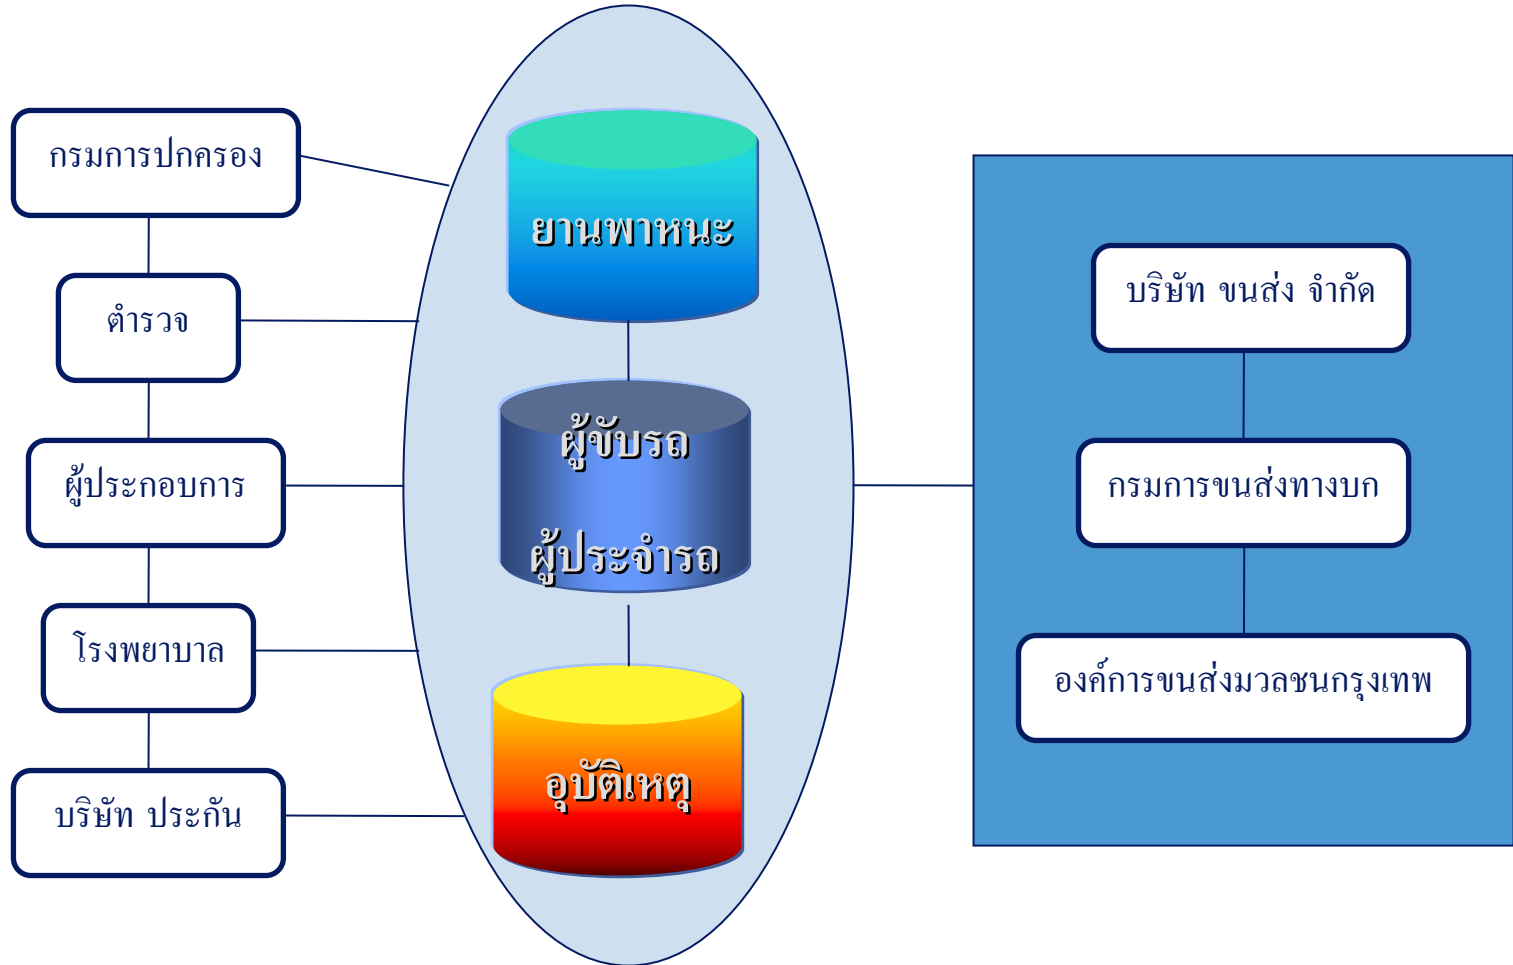 กรมการปกครอง
ตำรวจ
ผู้ประกอบการ
โรงพยาบาล
บริษัท ประกัน
ยานพาหนะ
ผู้ขับรถ
ผู้ประจำรถ
อุบัติเหตุ
บริษัท ขนส่ง จำกัด
กรมการขนส่งทางบก
องค์การขนส่งมวลชนกรุงเทพ